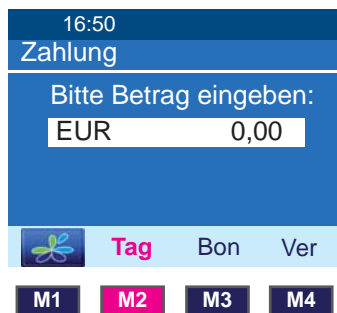 16:50
Zahlung
Bitte Betrag eingeben:
EUR 0,00
Tag Bon Ver
M1 M2 M3 M4